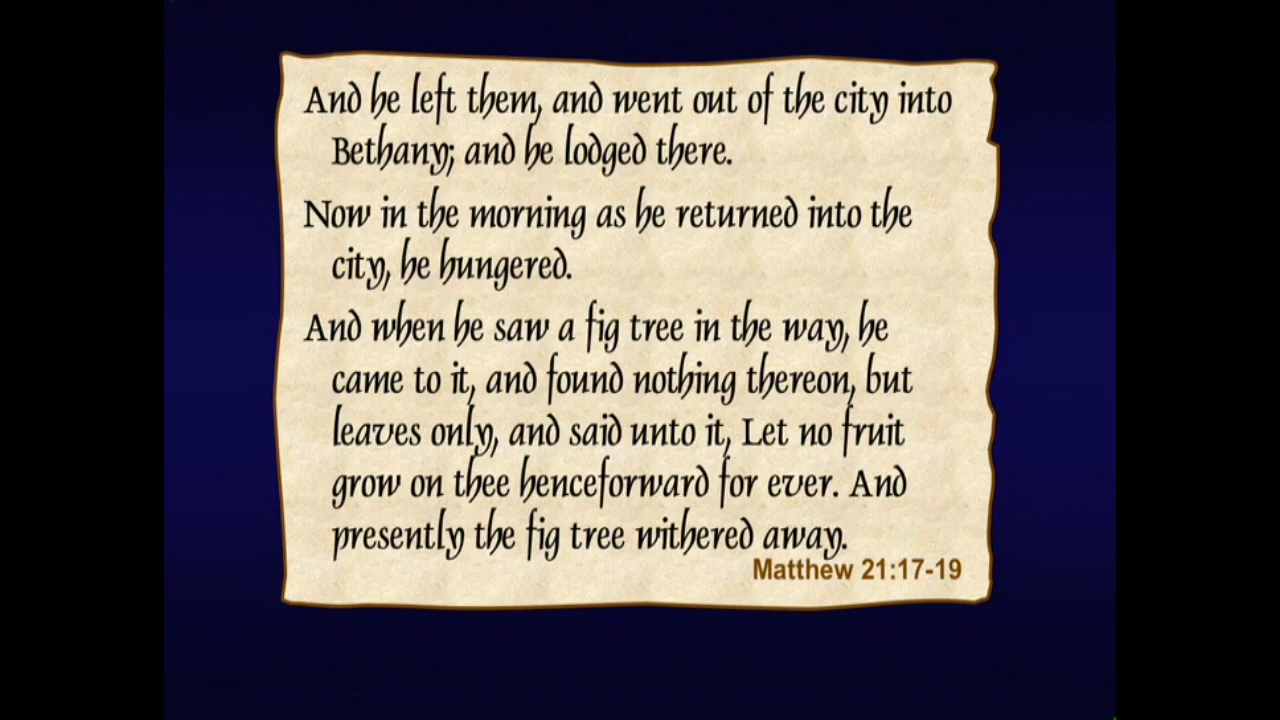 And he left them, and went out of the city into
Bethany; and he lodged there.
Now in the morning as he returned into the
city, he hungered.
And when he saw a fig tree in the way, he
came to it, and found nothing thereon, but
leaves only, and said unto it, Let no fruit
grow on thee henceforward for ever. And
presently the fig tree withered away.
Matthew 21:17-19